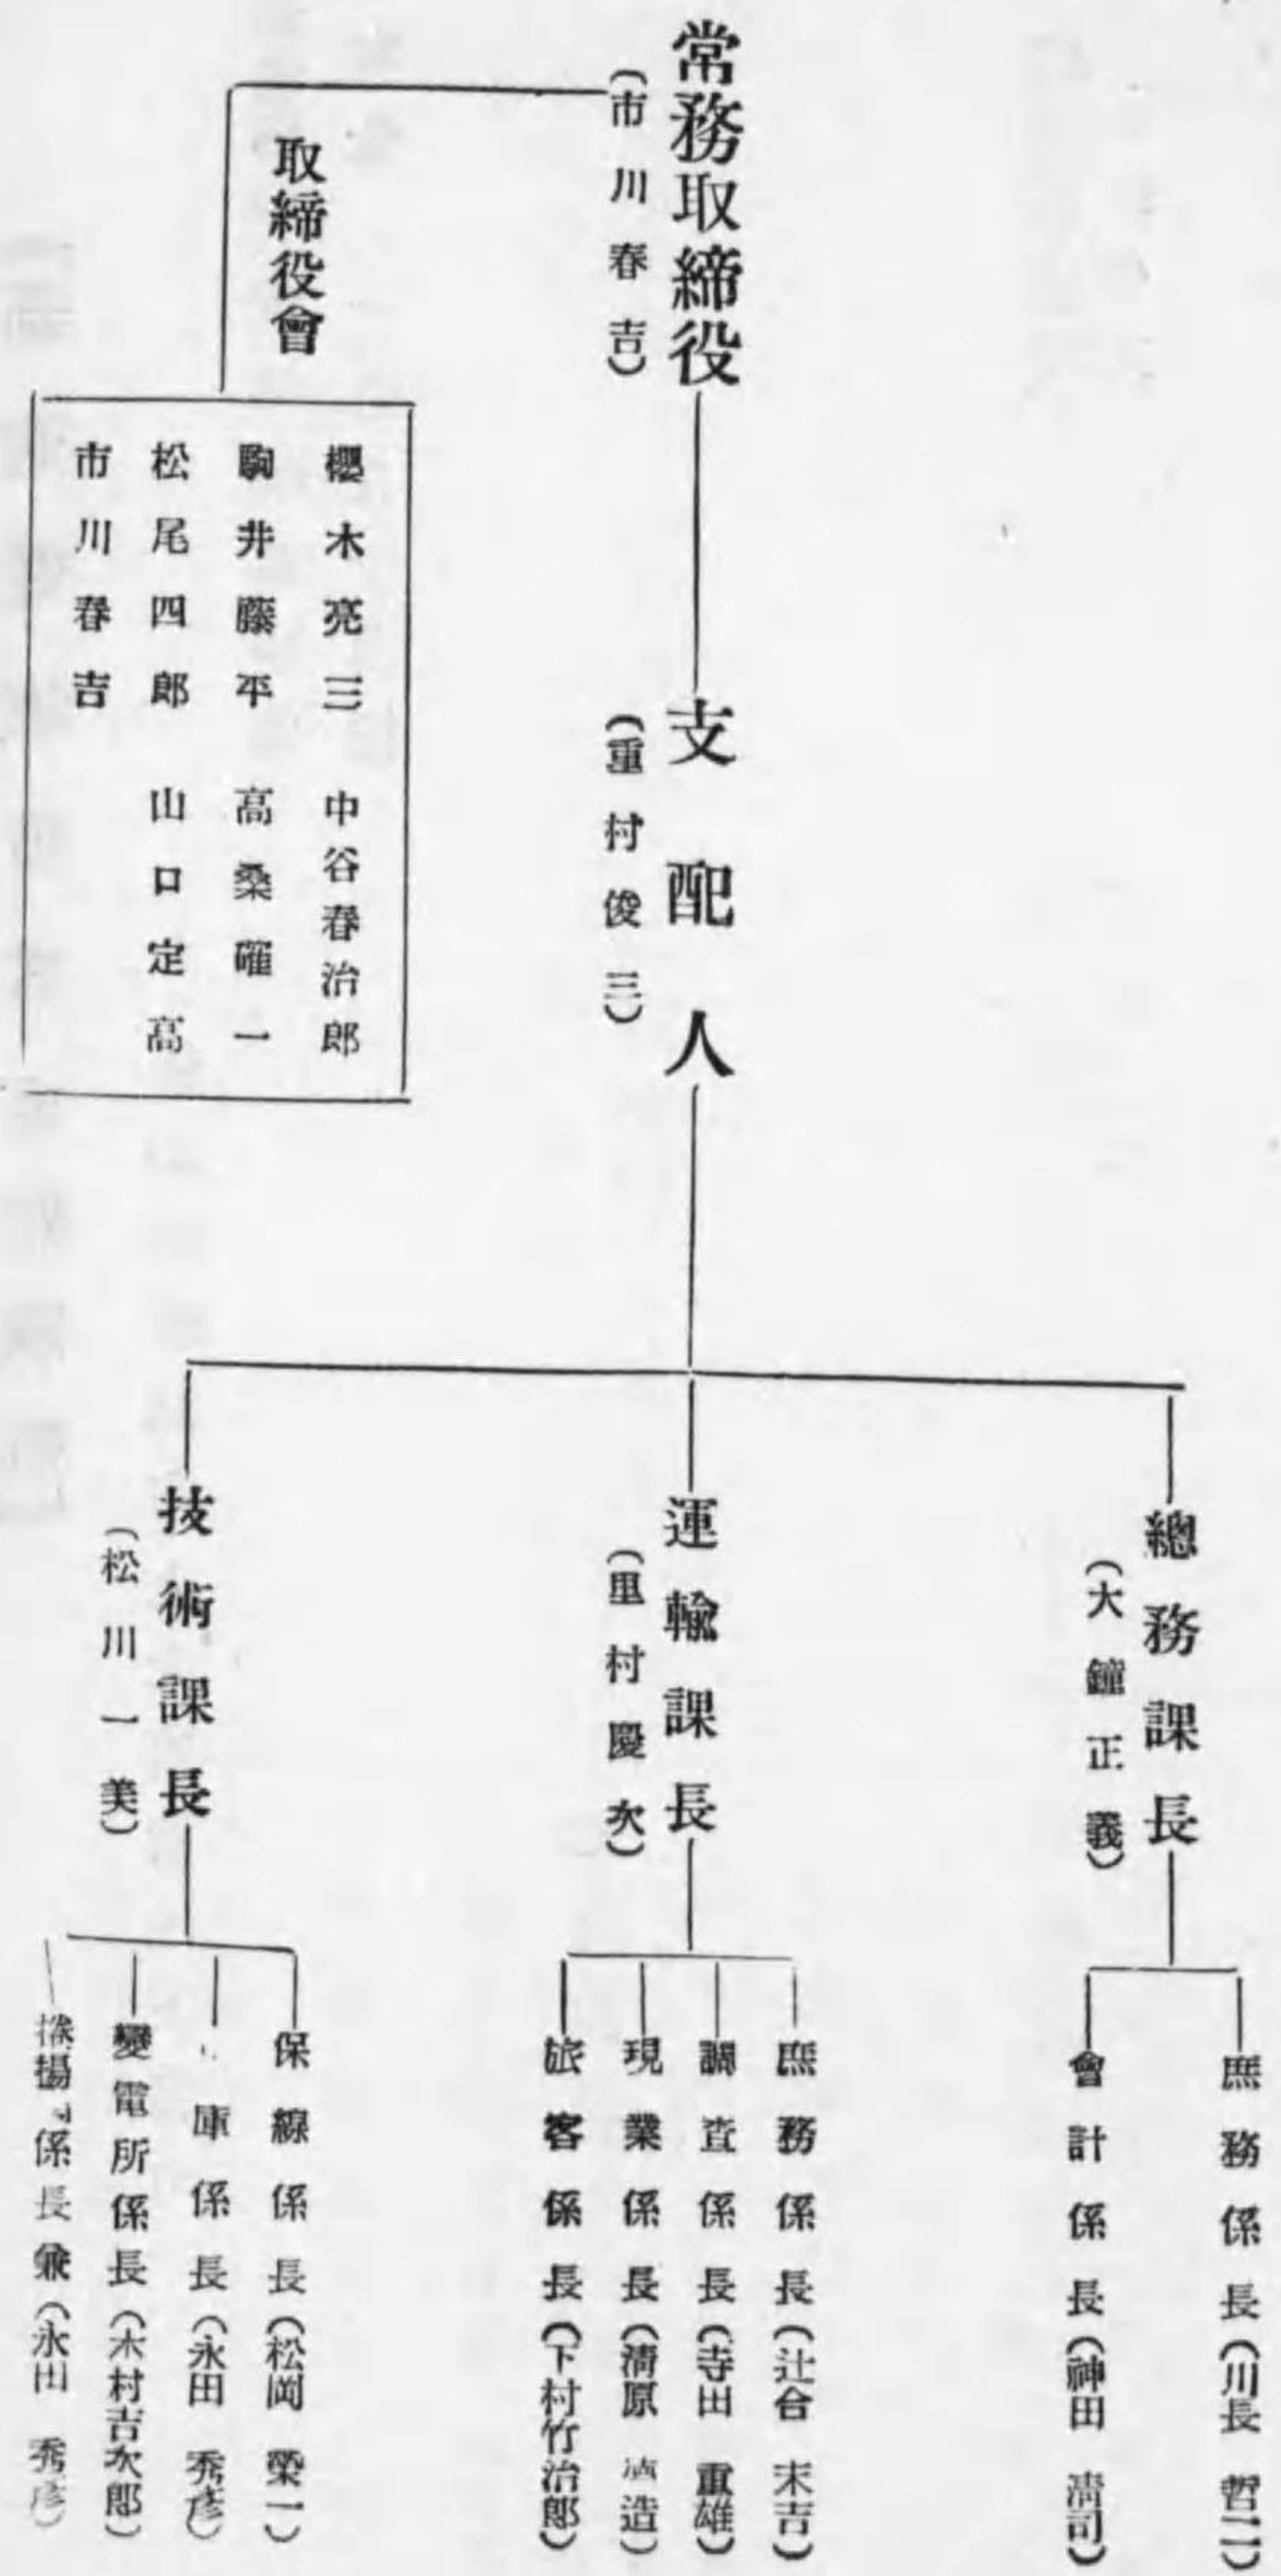 常務取締役
（市川春吉）
取締役會
櫻木亮三 中谷春治郎
駒井藤平 高桑確一
松尾四郎 山口定高
市川春吉
支配人
（重村俊三）
總務課長
（大鐘正義）
庶務係長（川長 哲二）
會計係長（神田 淸司）
運輸課長
（里村慶次）
庶務係長（辻合 末吉）
調査係長（寺田 重雄）
現業係長（淸原 造）
旅客係長（下村竹治郎）
技術課長
（松川一美）
保線係長（松岡 榮一）
庫係長（永田 秀彦）
變電所係長（木村吉次郎）
揚係長兼（永田 秀彦）